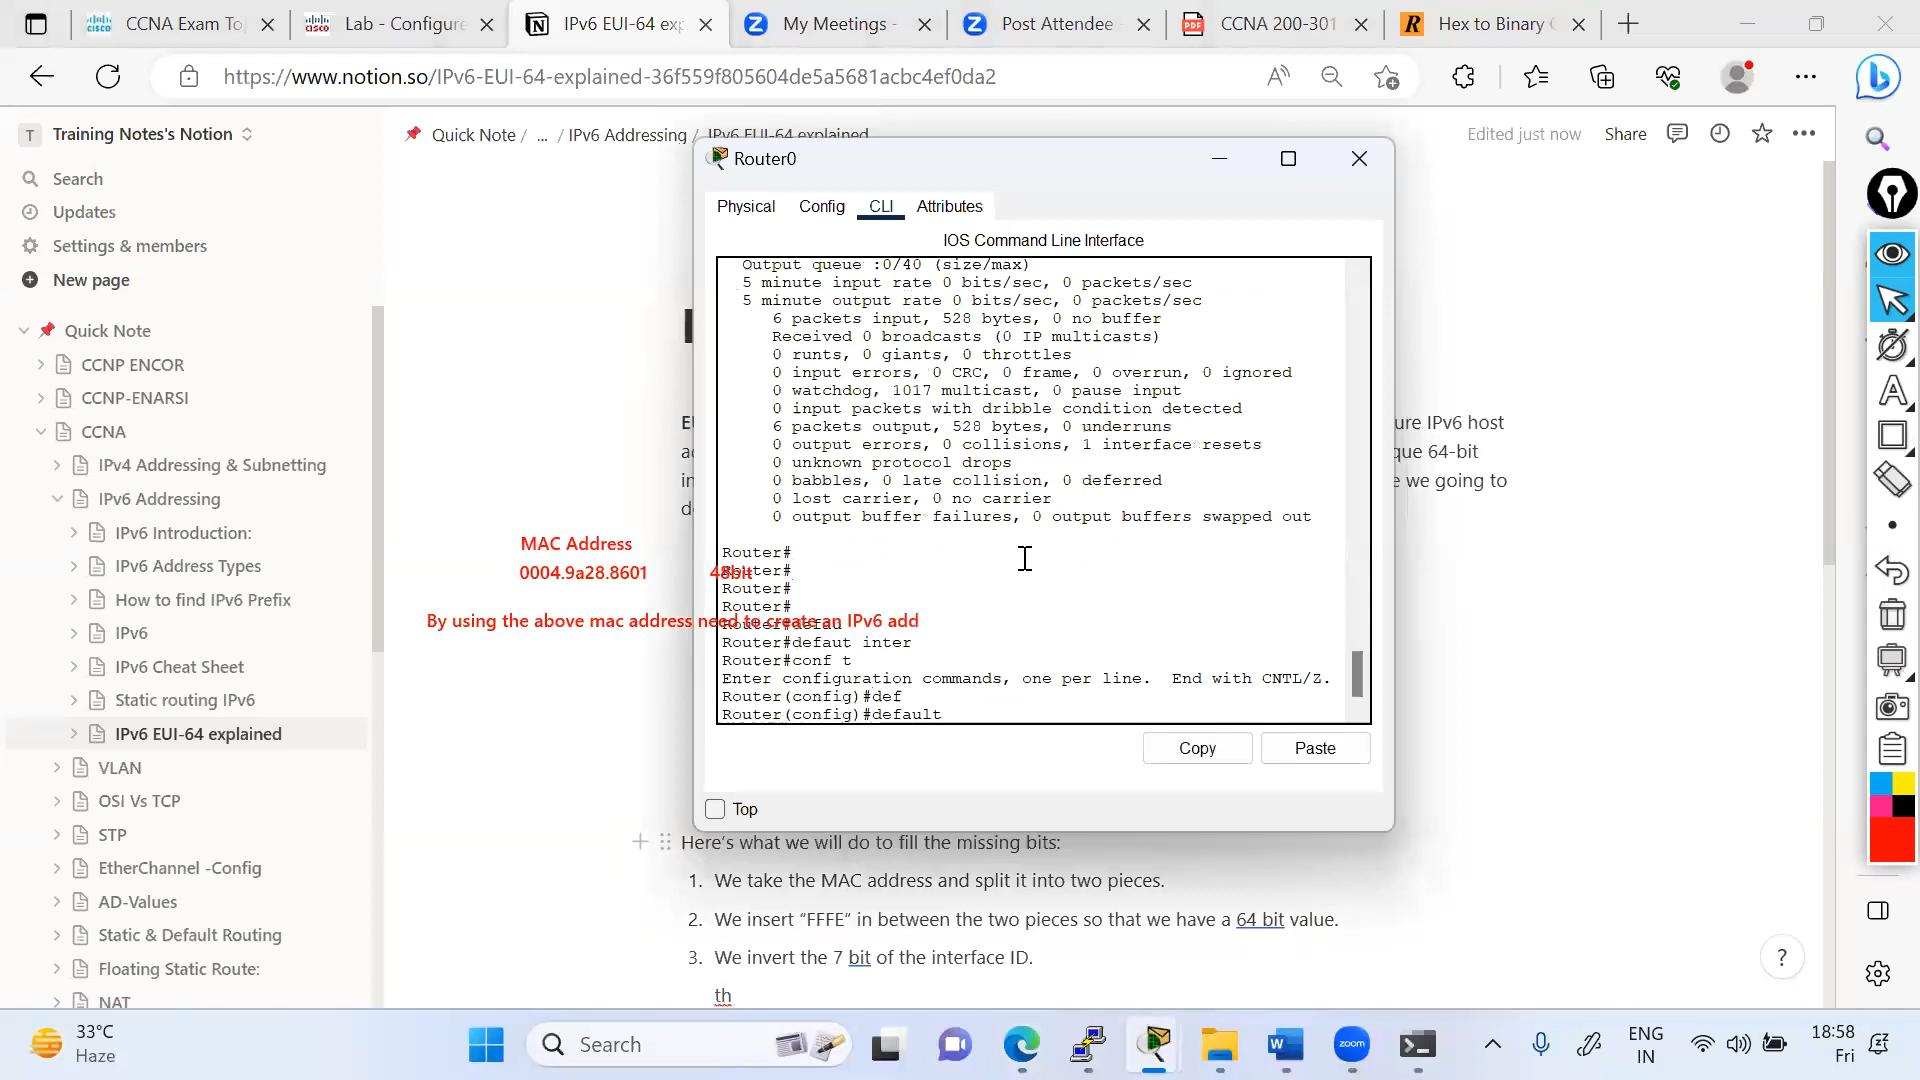 CCNA Exam To
Lab - Configure
IPv6 EUI-64 exp
My Meetings -
Post Attendee
CCNA 200-301
Hex to Binary
https://www.notion.so/IPv6-EUI-64-explained-36f559f805604de5a5681acbc4ef0da2
T Training Notes's Notion
Quick Note / ... / IPv6 Addressing / IPv6 EUI-64 explained
Edited just now
Share
Search
Updates
Settings & members
New page
Quick Note
CCNP ENCOR
CCNP-ENARSI
CCNA
IPv4 Addressing & Subnetting
IPv6 Addressing
IPv6 Introduction:
IPv6 Address Types
How to find IPv6 Prefix
IPv6
IPv6 Cheat Sheet
Static routing IPv6
IPv6 EUI-64 explained
VLAN
OSI Vs TCP
STP
EtherChannel -Config
AD-Values
Static & Default Routing
Floating Static Route:
NAT
Router0
Physical
Config
CLI
Attributes
IOS Command Line Interface
Output queue :0/40 (size/max)
5 minute input rate 0 bits/sec, 0 packets/sec
5 minute output rate 0 bits/sec, 0 packets/sec
6 packets input, 528 bytes, 0 no buffer
Received 0 broadcasts (0 IP multicasts)
0 runts, 0 giants, 0 throttles
0 input errors, 0 CRC, 0 frame, 0 overrun, 0 ignored
0 watchdog, 1017 multicast, 0 pause input
0 input packets with dribble condition detected
6 packets output, 528 bytes, 0 underruns
0 output errors, 0 collisions, 1 interface resets
0 unknown protocol drops
0 babbles, 0 late collision, 0 deferred
0 lost carrier, 0 no carrier
0 output buffer failures, 0 output buffers swapped out
Router#
Router#
Router#
Router#
Router#defau
Router#defaut inter
Router#conf t
Enter configuration commands, one per line. End with CNTL/Z.
Router(config)#def
Router(config)#default
Copy
Paste
Top
ure IPv6 host
que 64-bit
e we going to
MAC Address
0004.9a28.8601 48bit
By using the above mac address need to create an IPv6 add
Here's what we will do to fill the missing bits:
1. We take the MAC address and split it into two pieces.
2. We insert “FFFE” in between the two pieces so that we have a 64 bit value.
3. We invert the 7 bit of the interface ID.
th
?
33°C
Haze
Search
zoom
ENG
IN
18:58
Fri